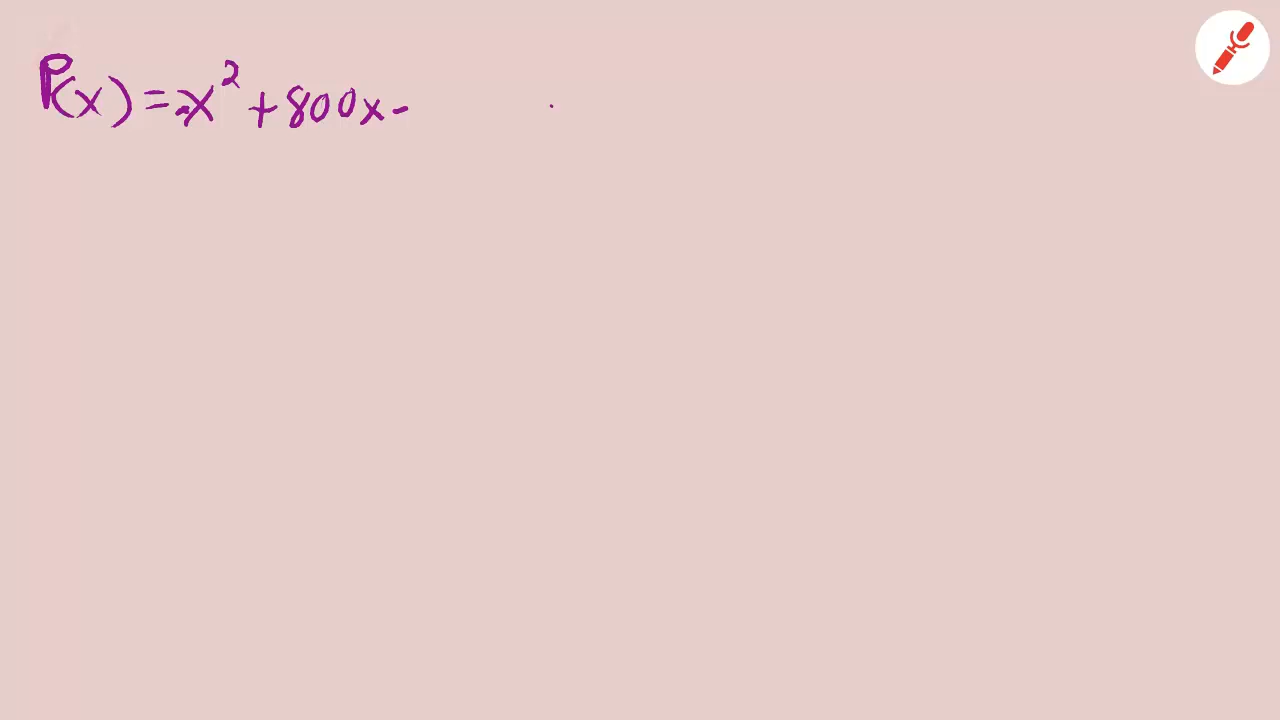 P(x) = -x² + 800x -